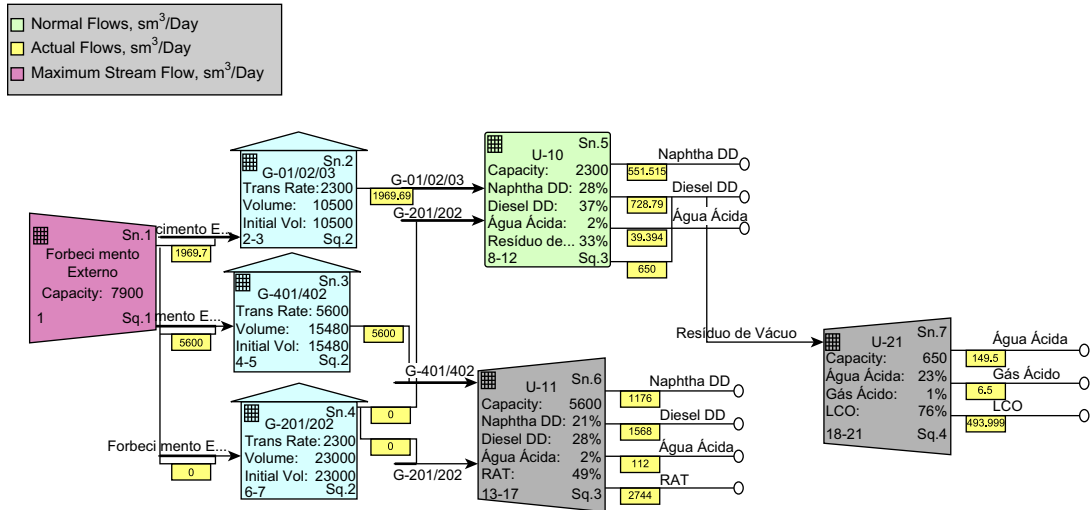 Normal Flows, sm3/Day
Actual Flows, sm3/Day
Maximum Stream Flow, sm3/Day
Sn.1
Forbeci mento
Externo
Capacity: 7900
1 Sq.1
cimento E...
1969.7
mento E...
5600
Forbeci mento E...
0
Sn.2
G-01/02/03
Trans Rate: 2300
Volume: 10500
Initial Vol: 10500
2-3 Sq.2
1969.69
G-01/02/03
G-201/202
Sn.3
G-401/402
Trans Rate: 5600
Volume: 15480
Initial Vol: 15480
4-5 Sq.2
5600
G-401/402
Sn.4
G-201/202
Trans Rate: 2300
Volume: 23000
Initial Vol: 23000
6-7 Sq.2
0
0
G-201/202
Sn.5
U-10
Capacity: 2300
Naphtha DD: 28%
Diesel DD: 37%
Água Ácida: 2%
Resíduo de... 33%
8-12 Sq.3
Naphtha DD
551.515
Diesel DD
728.79
Água Ácida
39.394
650
Resíduo de Vácuo
Sn.6
U-11
Capacity: 5600
Naphtha DD: 21%
Diesel DD: 28%
Água Ácida: 2%
RAT: 49%
13-17 Sq.3
Naphtha DD
1176
Diesel DD
1568
Água Ácida
112
RAT
2744
Sn.7
U-21
Capacity: 650
Água Ácida: 23%
Gás Ácido: 1%
LCO: 76%
18-21 Sq.4
Água Ácida
149.5
Gás Ácido
6.5
LCO
493.999